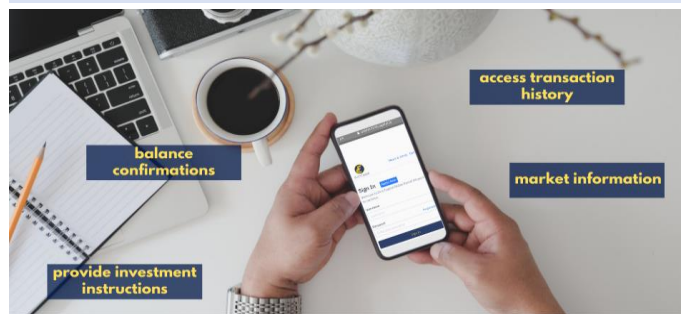 access transaction
history
balance
confirmations
market information
Sign In
provide investment
instructions